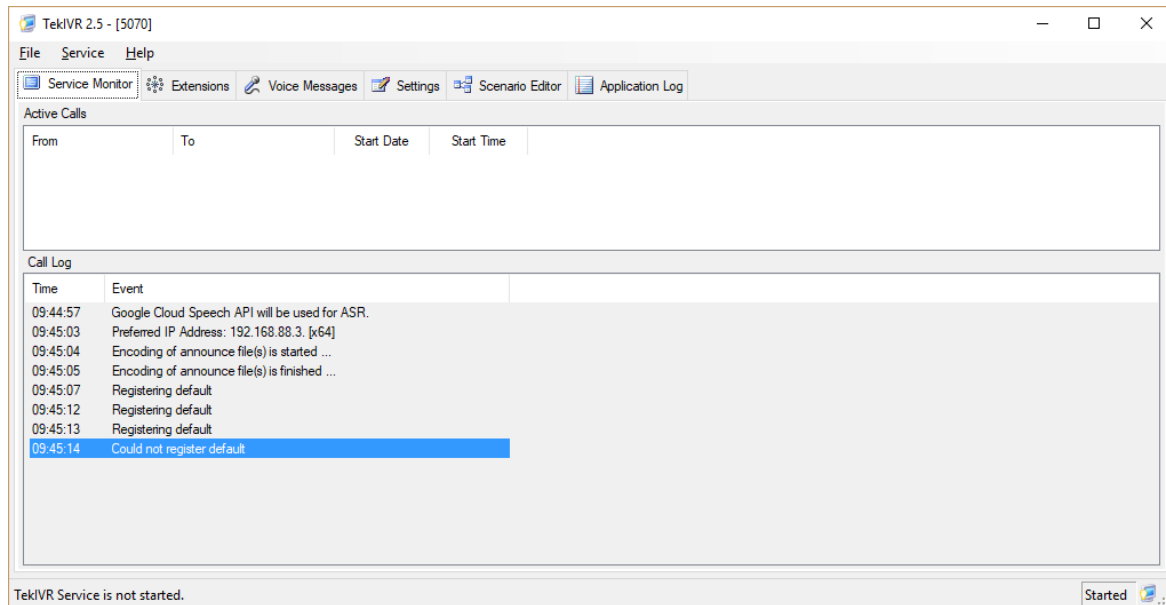 TekIVR 2.5 - [5070]
File Service Help
Service Monitor Extensions Voice Messages Settings Scenario Editor Application Log
Active Calls
From To Start Date Start Time
Call Log
Time Event
09:44:57 Google Cloud Speech API will be used for ASR.
09:45:03 Preferred IP Address: 192.168.88.3. [x64]
09:45:04 Encoding of announce file(s) is started ...
09:45:05 Encoding of announce file(s) is finished ...
09:45:07 Registering default
09:45:12 Registering default
09:45:13 Registering default
09:45:14 Could not register default
TekIVR Service is not started. Started